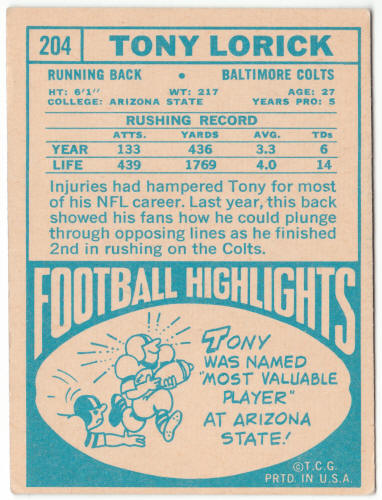 204 TONY LORICK
RUNNING BACK • BALTIMORE COLTS
HT: 6'1" WT: 217 AGE: 27
COLLEGE: ARIZONA STATE YEARS PRO: 5
RUSHING RECORD
ATTS. YARDS AVG. TDs
YEAR 133 436 3.3 6
LIFE 439 1769 4.0 14
Injuries had hampered Tony for most
of his NFL career. Last year, this back
showed his fans how he could plunge
through opposing lines as he finished
2nd in rushing on the Colts.
FOOTBALL HIGHLIGHTS
TONY
WAS NAMED
"MOST VALUABLE
PLAYER"
AT ARIZONA
STATE!
©T.C.G.
PRTD. IN U.S.A.